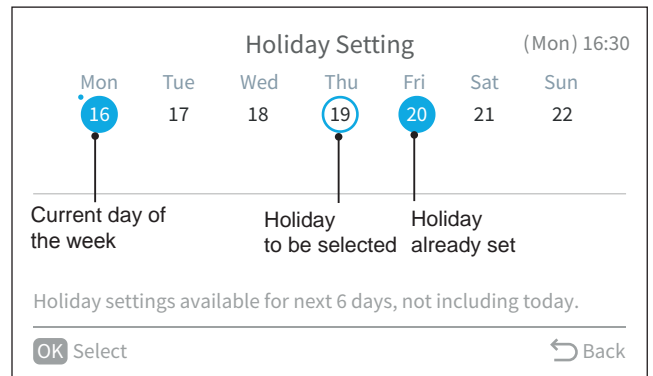 Holiday Setting (Mon) 16:30
Mon Tue Wed Thu Fri Sat Sun
16 17 18 19 20 21 22
Current day of
the week
Holiday
to be selected
Holiday
already set
Holiday settings available for next 6 days, not including today.
OK Select Back